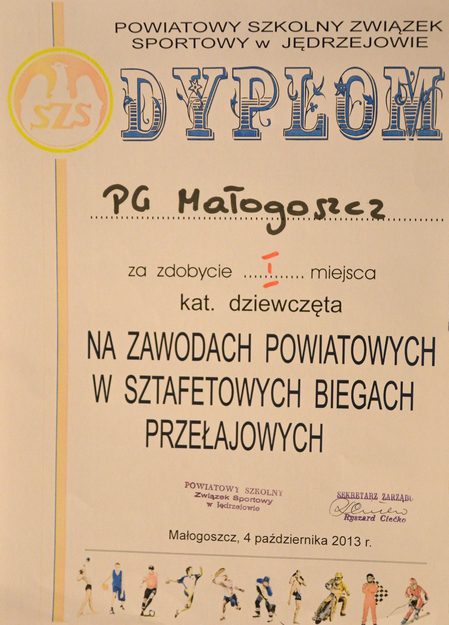 POWIATOWY SZKOLNY ZWIĄZEK
SPORTOWY w JĘDRZEJOWIE
SZS
DYPLOM
PG Małogoszcz
za zdobycie ......I...... miejsca
kat. dziewczęta
NA ZAWODACH POWIATOWYCH
W SZTAFETOWYCH BIEGACH
PRZEŁAJOWYCH
POWIATOWY SZKOLNY
Związek Sportowy
w Jędrzejowie
SEKRETARZ ZARZĄDU
Ryszard Ciećko
Małogoszcz, 4 października 2013 r.